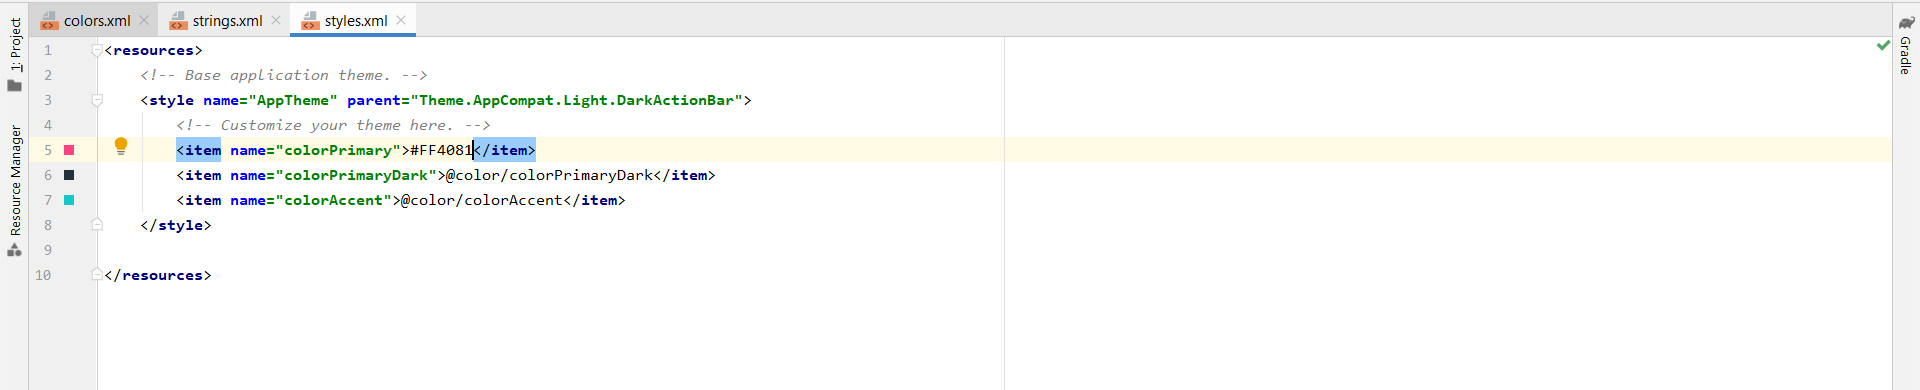 colors.xml strings.xml styles.xml
1: Project
Resource Manager
Gradle
1 <resources>
2 <!-- Base application theme. -->
3 <style name="AppTheme" parent="Theme.AppCompat.Light.DarkActionBar">
4 <!-- Customize your theme here. -->
5 <item name="colorPrimary">#FF4081</item>
6 <item name="colorPrimaryDark">@color/colorPrimaryDark</item>
7 <item name="colorAccent">@color/colorAccent</item>
8 </style>
9
10 </resources>